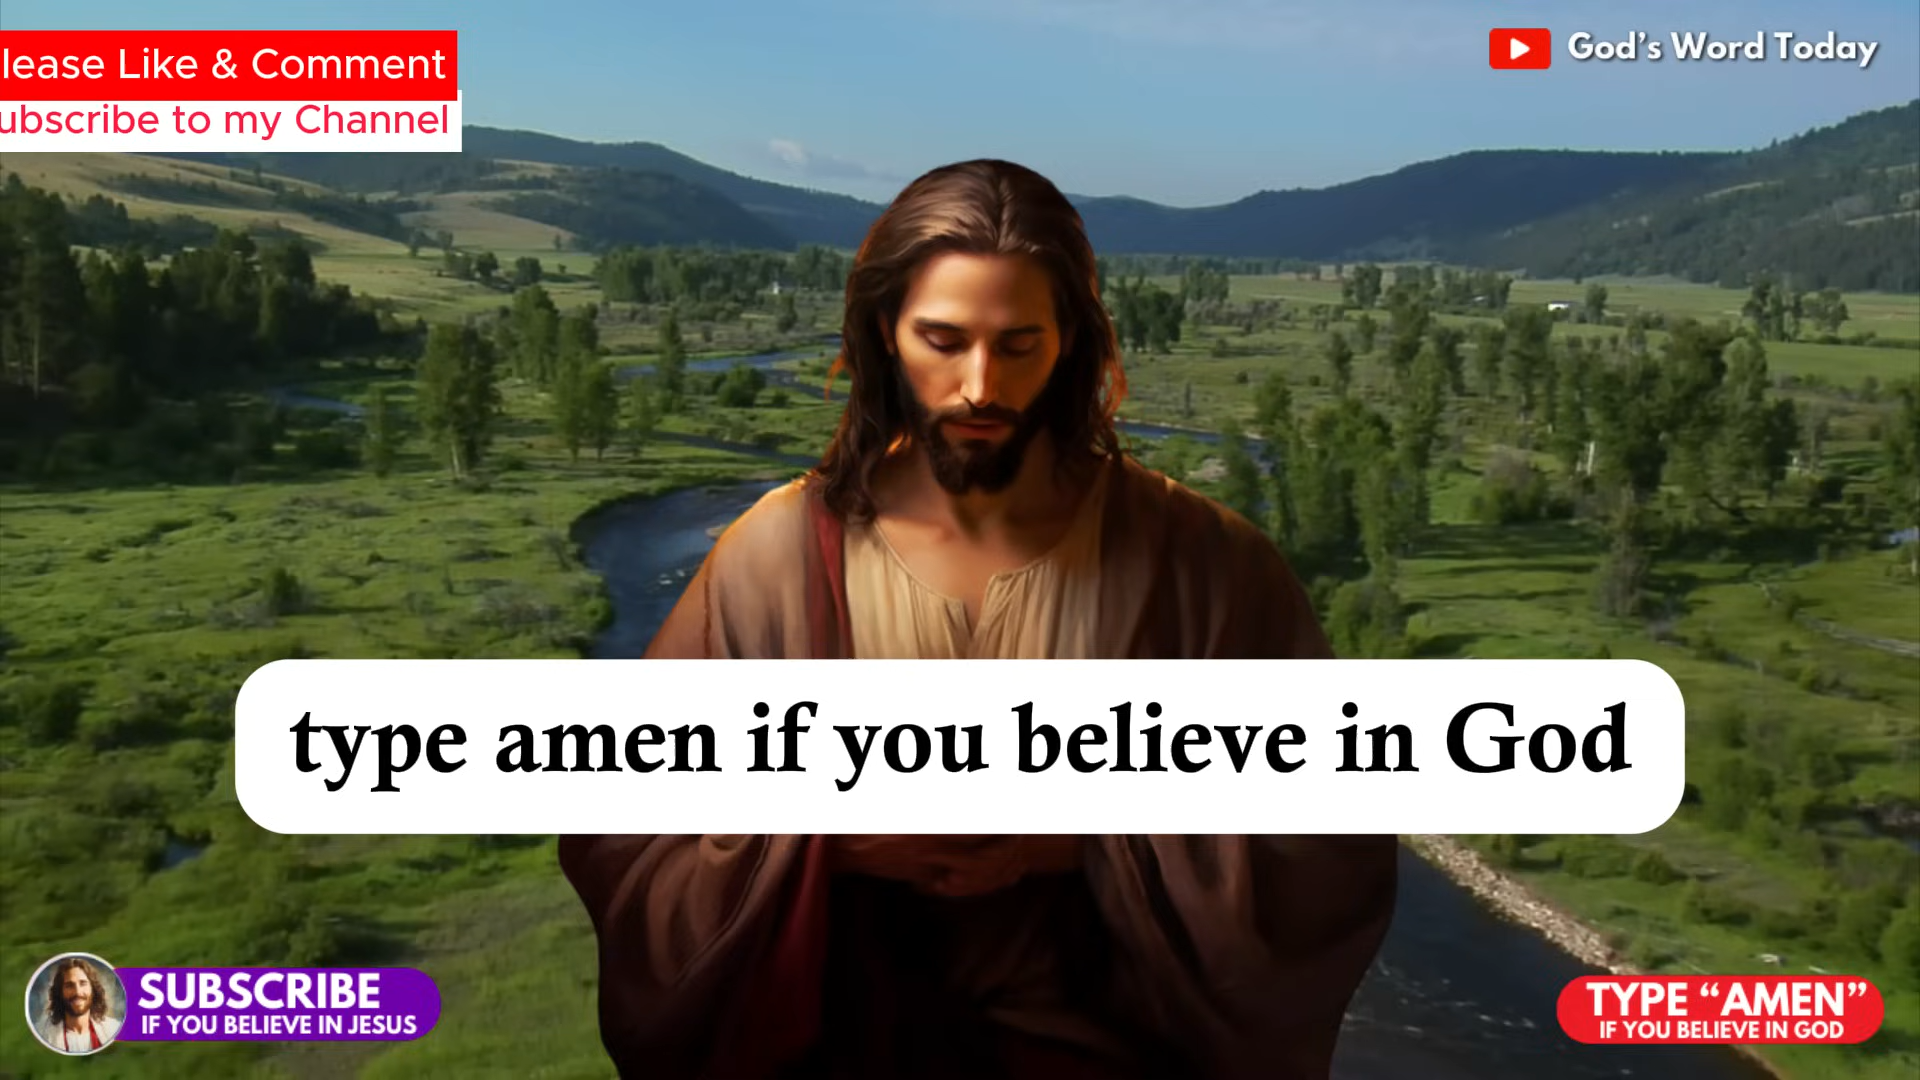 lease Like & Comment
ubscribe to my Channel
God's Word Today
type amen if you believe in God
SUBSCRIBE
IF YOU BELIEVE IN JESUS
TYPE “AMEN”
IF YOU BELIEVE IN GOD